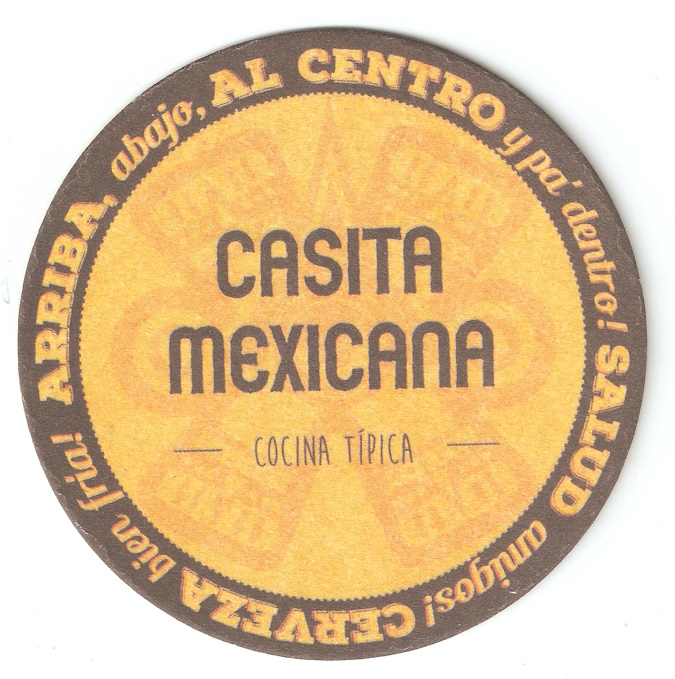 ARRIBA, abajo, AL CENTRO y pa' dentro! SALUD amigos! CERVEZA bien fria!
CASITA
MEXICANA
COCINA TÍPICA